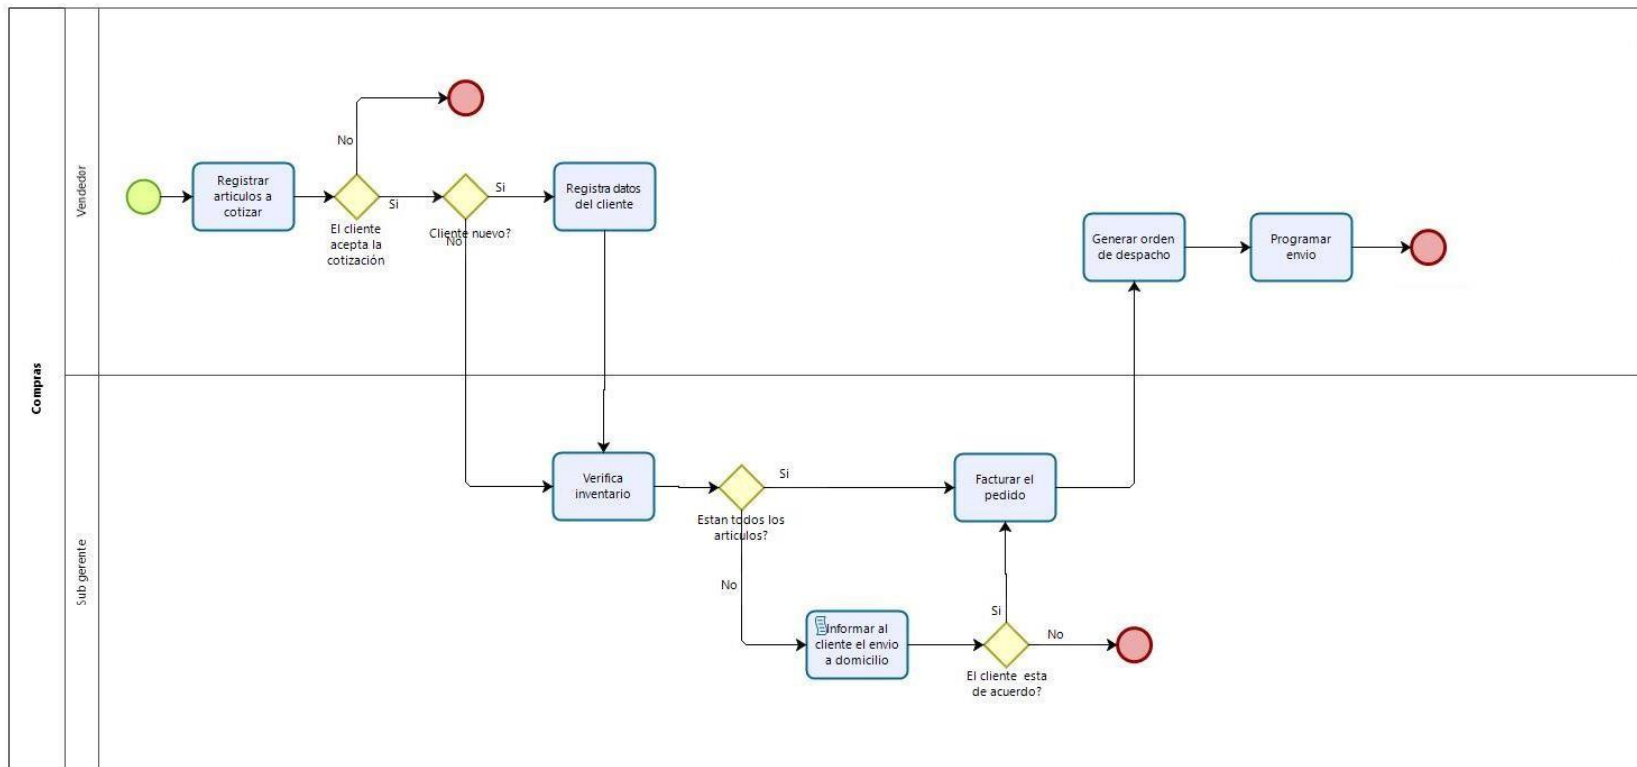 Compras
Vendedor
Registrar
articulos a
cotizar
No
El cliente
acepta la
cotización
Si
Cliente nuevo?
No
Si
Registra datos
del cliente
Generar orden
de despacho
Programar
envio
Sub gerente
Verifica
inventario
Estan todos los
articulos?
Si
No
Facturar el
pedido
Informar al
cliente el envio
a domicilio
Si
No
El cliente esta
de acuerdo?